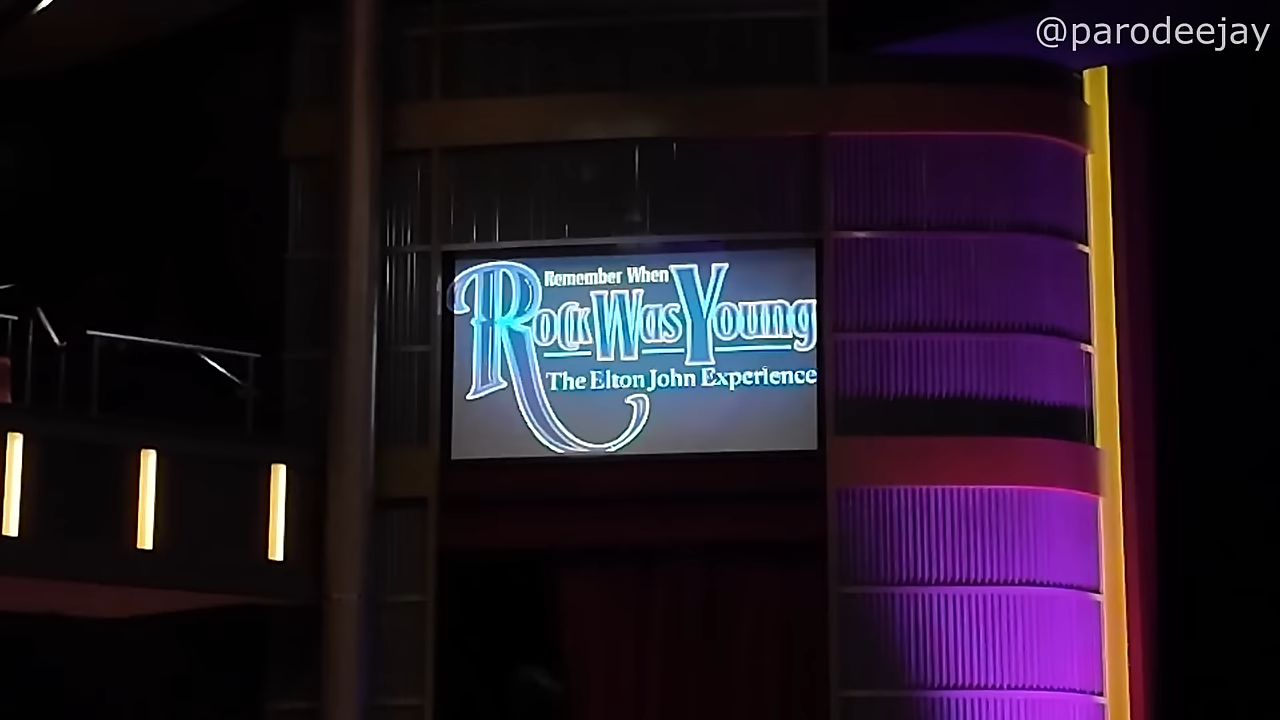 @parodeejay
Remember When
Rock Was Young
The Elton John Experience